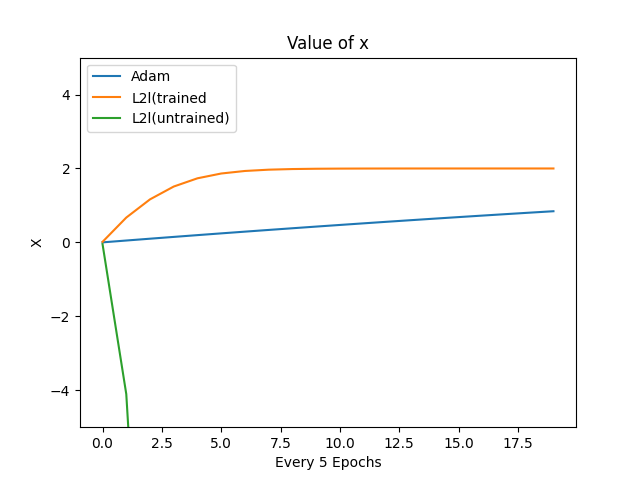 Value of x
Adam
L2l(trained
L2l(untrained)
4
2
0
−2
−4
X
0.0 2.5 5.0 7.5 10.0 12.5 15.0 17.5
Every 5 Epochs